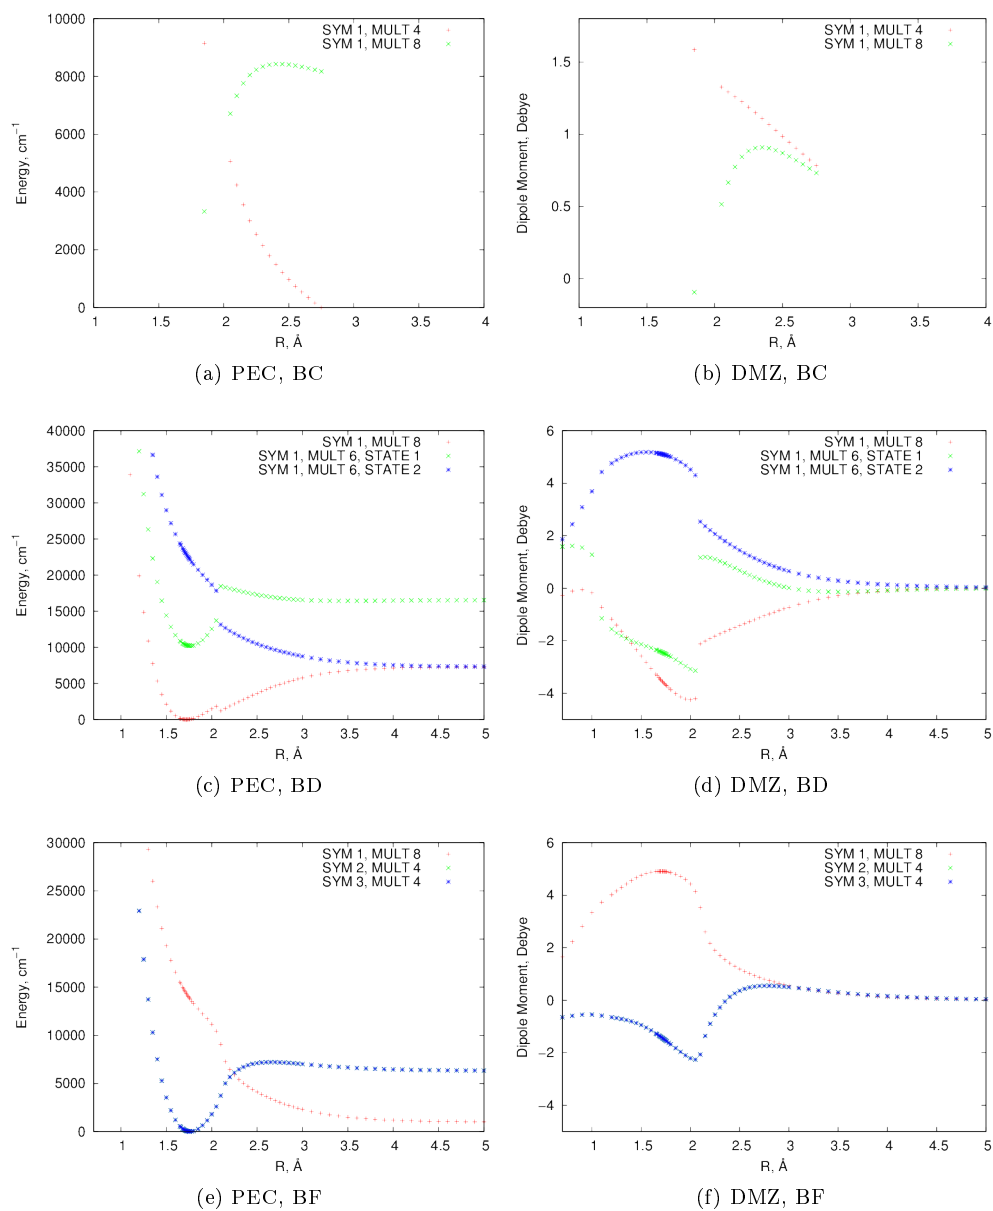 10000
8000
6000
4000
2000
0
1 1.5 2 2.5 3 3.5 4
Energy, cm⁻¹
R, Å
SYM 1, MULT 4
SYM 1, MULT 8
(a) PEC, BC
1.5
1
0.5
0
1 1.5 2 2.5 3 3.5 4
Dipole Moment, Debye
R, Å
SYM 1, MULT 4
SYM 1, MULT 8
(b) DMZ, BC
40000
35000
30000
25000
20000
15000
10000
5000
0
1 1.5 2 2.5 3 3.5 4 4.5 5
Energy, cm⁻¹
R, Å
SYM 1, MULT 8
SYM 1, MULT 6, STATE 1
SYM 1, MULT 6, STATE 2
(c) PEC, BD
6
4
2
0
−2
−4
1 1.5 2 2.5 3 3.5 4 4.5 5
Dipole Moment, Debye
R, Å
SYM 1, MULT 8
SYM 1, MULT 6, STATE 1
SYM 1, MULT 6, STATE 2
(d) DMZ, BD
30000
25000
20000
15000
10000
5000
0
1 1.5 2 2.5 3 3.5 4 4.5 5
Energy, cm⁻¹
R, Å
SYM 1, MULT 8
SYM 2, MULT 4
SYM 3, MULT 4
(e) PEC, BF
6
4
2
0
−2
−4
1 1.5 2 2.5 3 3.5 4 4.5 5
Dipole Moment, Debye
R, Å
SYM 1, MULT 8
SYM 2, MULT 4
SYM 3, MULT 4
(f) DMZ, BF